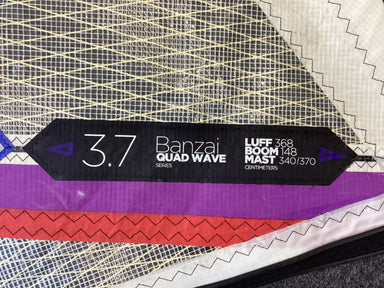 3.7
Banzai
QUAD WAVE
SERIES
LUFF 368
BOOM 148
MAST 340/370
CENTIMETERS